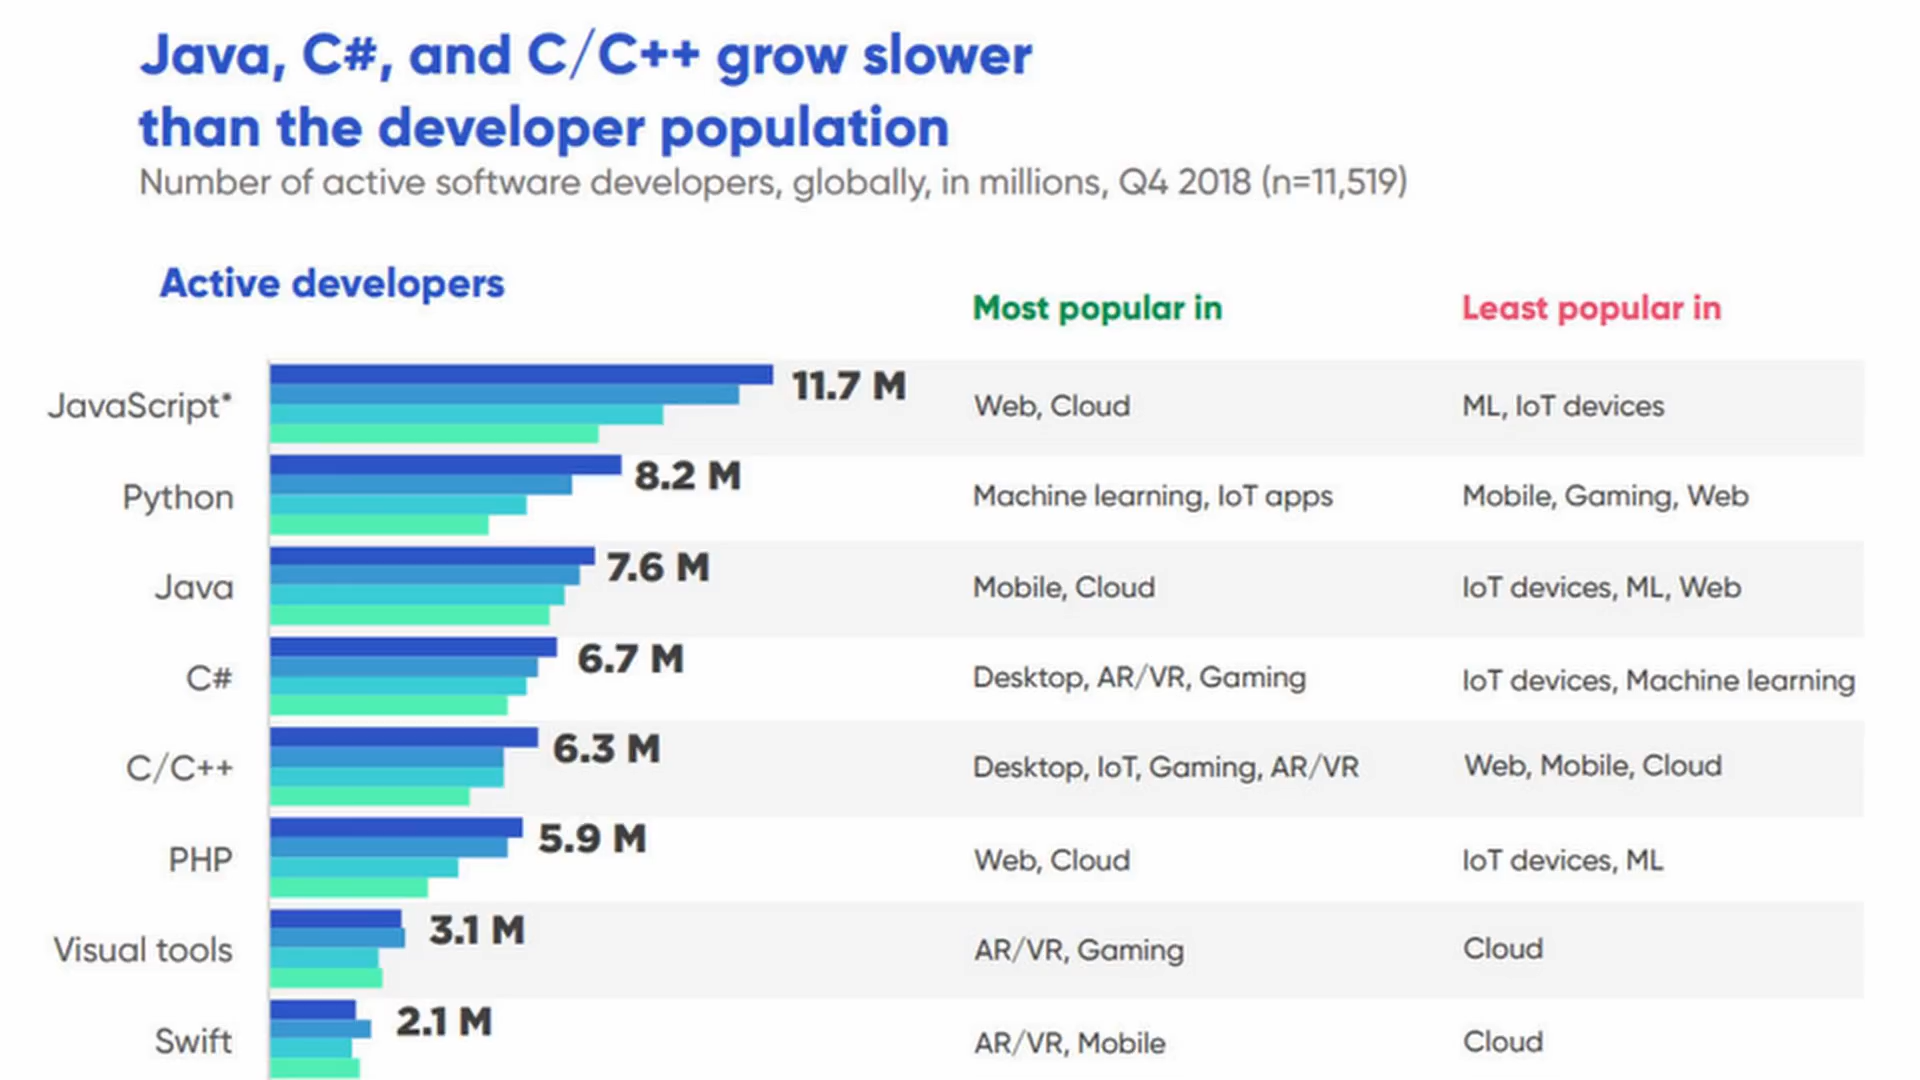 Java, C#, and C/C++ grow slower
than the developer population
Number of active software developers, globally, in millions, Q4 2018 (n=11,519)
Active developers
Most popular in
Least popular in
JavaScript*
11.7 M
Web, Cloud
ML, IoT devices
Python
8.2 M
Machine learning, IoT apps
Mobile, Gaming, Web
Java
7.6 M
Mobile, Cloud
IoT devices, ML, Web
C#
6.7 M
Desktop, AR/VR, Gaming
IoT devices, Machine learning
C/C++
6.3 M
Desktop, IoT, Gaming, AR/VR
Web, Mobile, Cloud
PHP
5.9 M
Web, Cloud
IoT devices, ML
Visual tools
3.1 M
AR/VR, Gaming
Cloud
Swift
2.1 M
AR/VR, Mobile
Cloud